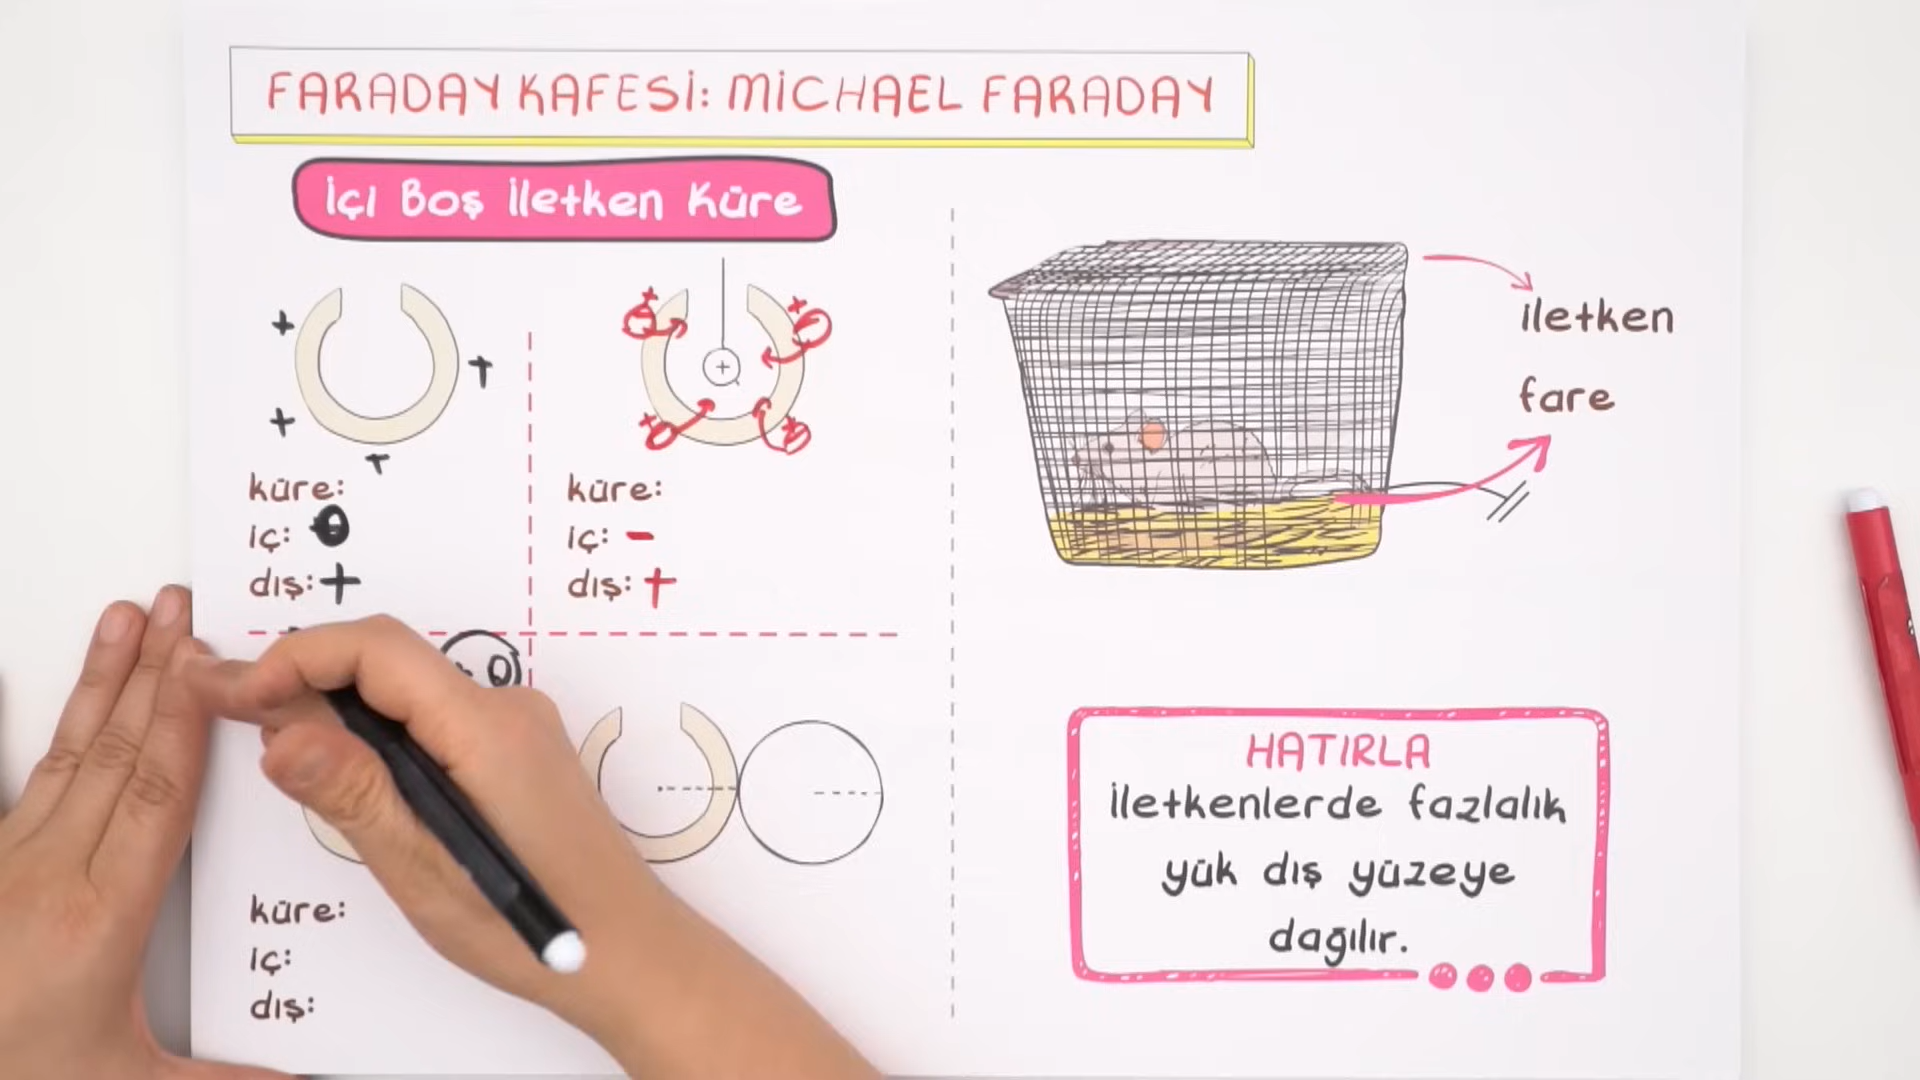 FARADAY KAFESİ: MİCHAEL FARADAY
İçi Boş İletken Küre
+
+
+
+
küre:
iç: 0
dış: +
+
+
+
+
+
küre:
iç: -
dış: +
küre:
iç:
dış:
iletken
fare
HATIRLA
İletkenlerde fazlalık
yük dış yüzeye
dağılır.